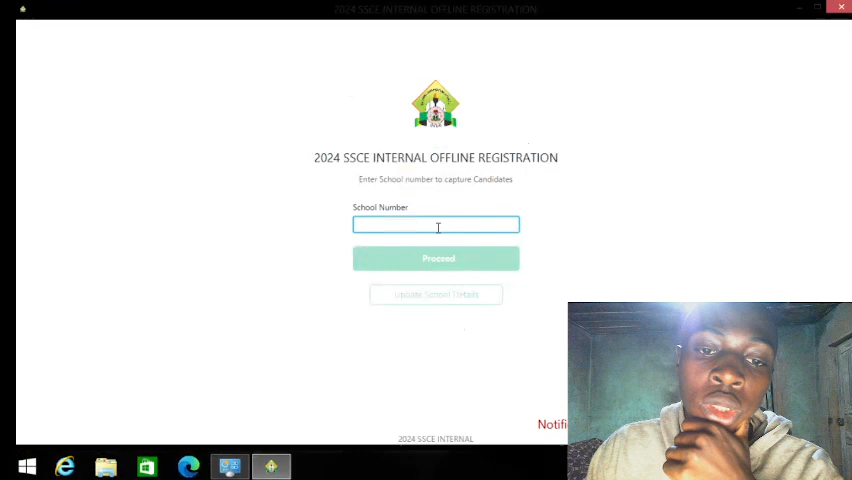 2024 SSCE INTERNAL OFFLINE REGISTRATION
2024 SSCE INTERNAL OFFLINE REGISTRATION
Enter School number to capture Candidates
School Number
Proceed
Update School Details
Notifi
2024 SSCE INTERNAL